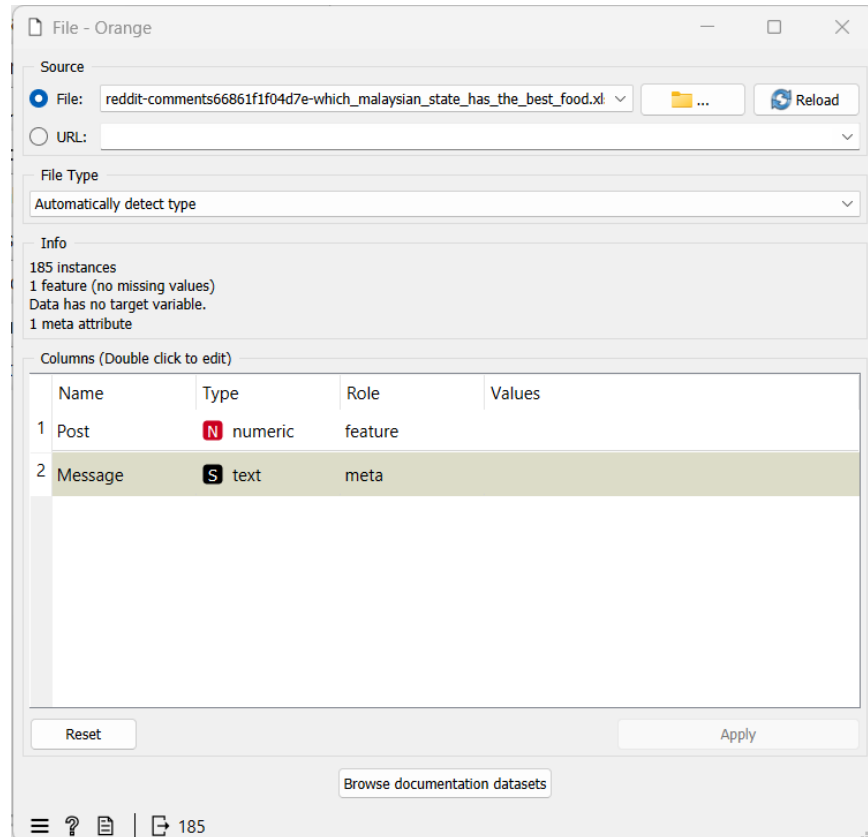 File - Orange
Source
File: reddit-comments66861f1f04d7e-which_malaysian_state_has_the_best_food.xl ... Reload
URL:
File Type
Automatically detect type
Info
185 instances
1 feature (no missing values)
Data has no target variable.
1 meta attribute
Columns (Double click to edit)
Name Type Role Values
1 Post N numeric feature
2 Message S text meta
Reset Apply
Browse documentation datasets
? 185